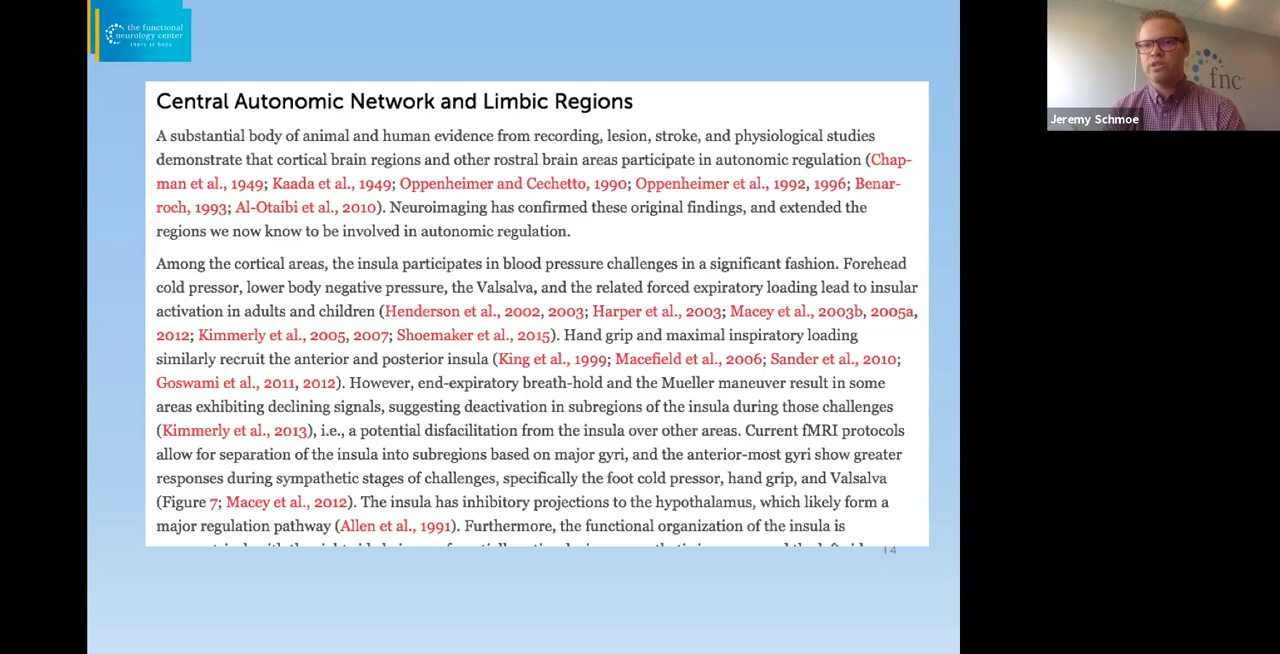 the functional
neurology center
there is hope
Central Autonomic Network and Limbic Regions
A substantial body of animal and human evidence from recording, lesion, stroke, and physiological studies
demonstrate that cortical brain regions and other rostral brain areas participate in autonomic regulation (Chap-
man et al., 1949; Kaada et al., 1949; Oppenheimer and Cechetto, 1990; Oppenheimer et al., 1992, 1996; Benar-
roch, 1993; Al-Otaibi et al., 2010). Neuroimaging has confirmed these original findings, and extended the
regions we now know to be involved in autonomic regulation.
Among the cortical areas, the insula participates in blood pressure challenges in a significant fashion. Forehead
cold pressor, lower body negative pressure, the Valsalva, and the related forced expiratory loading lead to insular
activation in adults and children (Henderson et al., 2002, 2003; Harper et al., 2003; Macey et al., 2003b, 2005a,
2012; Kimmerly et al., 2005, 2007; Shoemaker et al., 2015). Hand grip and maximal inspiratory loading
similarly recruit the anterior and posterior insula (King et al., 1999; Macefield et al., 2006; Sander et al., 2010;
Goswami et al., 2011, 2012). However, end-expiratory breath-hold and the Mueller maneuver result in some
areas exhibiting declining signals, suggesting deactivation in subregions of the insula during those challenges
(Kimmerly et al., 2013), i.e., a potential disfacilitation from the insula over other areas. Current fMRI protocols
allow for separation of the insula into subregions based on major gyri, and the anterior-most gyri show greater
responses during sympathetic stages of challenges, specifically the foot cold pressor, hand grip, and Valsalva
(Figure 7; Macey et al., 2012). The insula has inhibitory projections to the hypothalamus, which likely form a
major regulation pathway (Allen et al., 1991). Furthermore, the functional organization of the insula is
14
fnc
Jeremy Schmoe